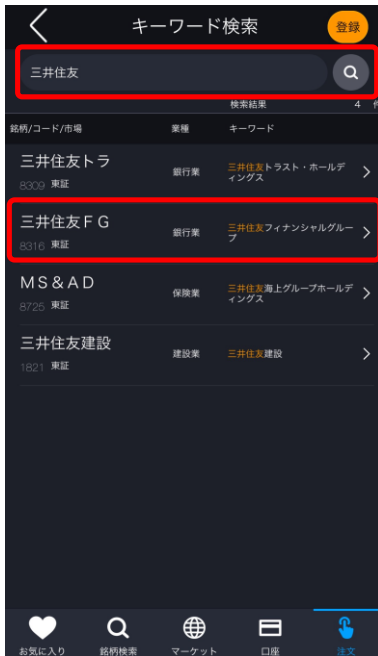 キーワード検索 登録
三井住友
検索結果 4 件
銘柄/コード/市場 業種 キーワード
三井住友トラ 銀行業 三井住友トラスト・ホールデ
ィングス
8309 東証
三井住友ＦＧ 銀行業 三井住友フィナンシャルグルー
プ
8316 東証
ＭＳ＆ＡＤ 保険業 三井住友海上グループホールデ
ィングス
8725 東証
三井住友建設 建設業 三井住友建設
1821 東証
お気に入り 銘柄検索 マーケット 口座 注文